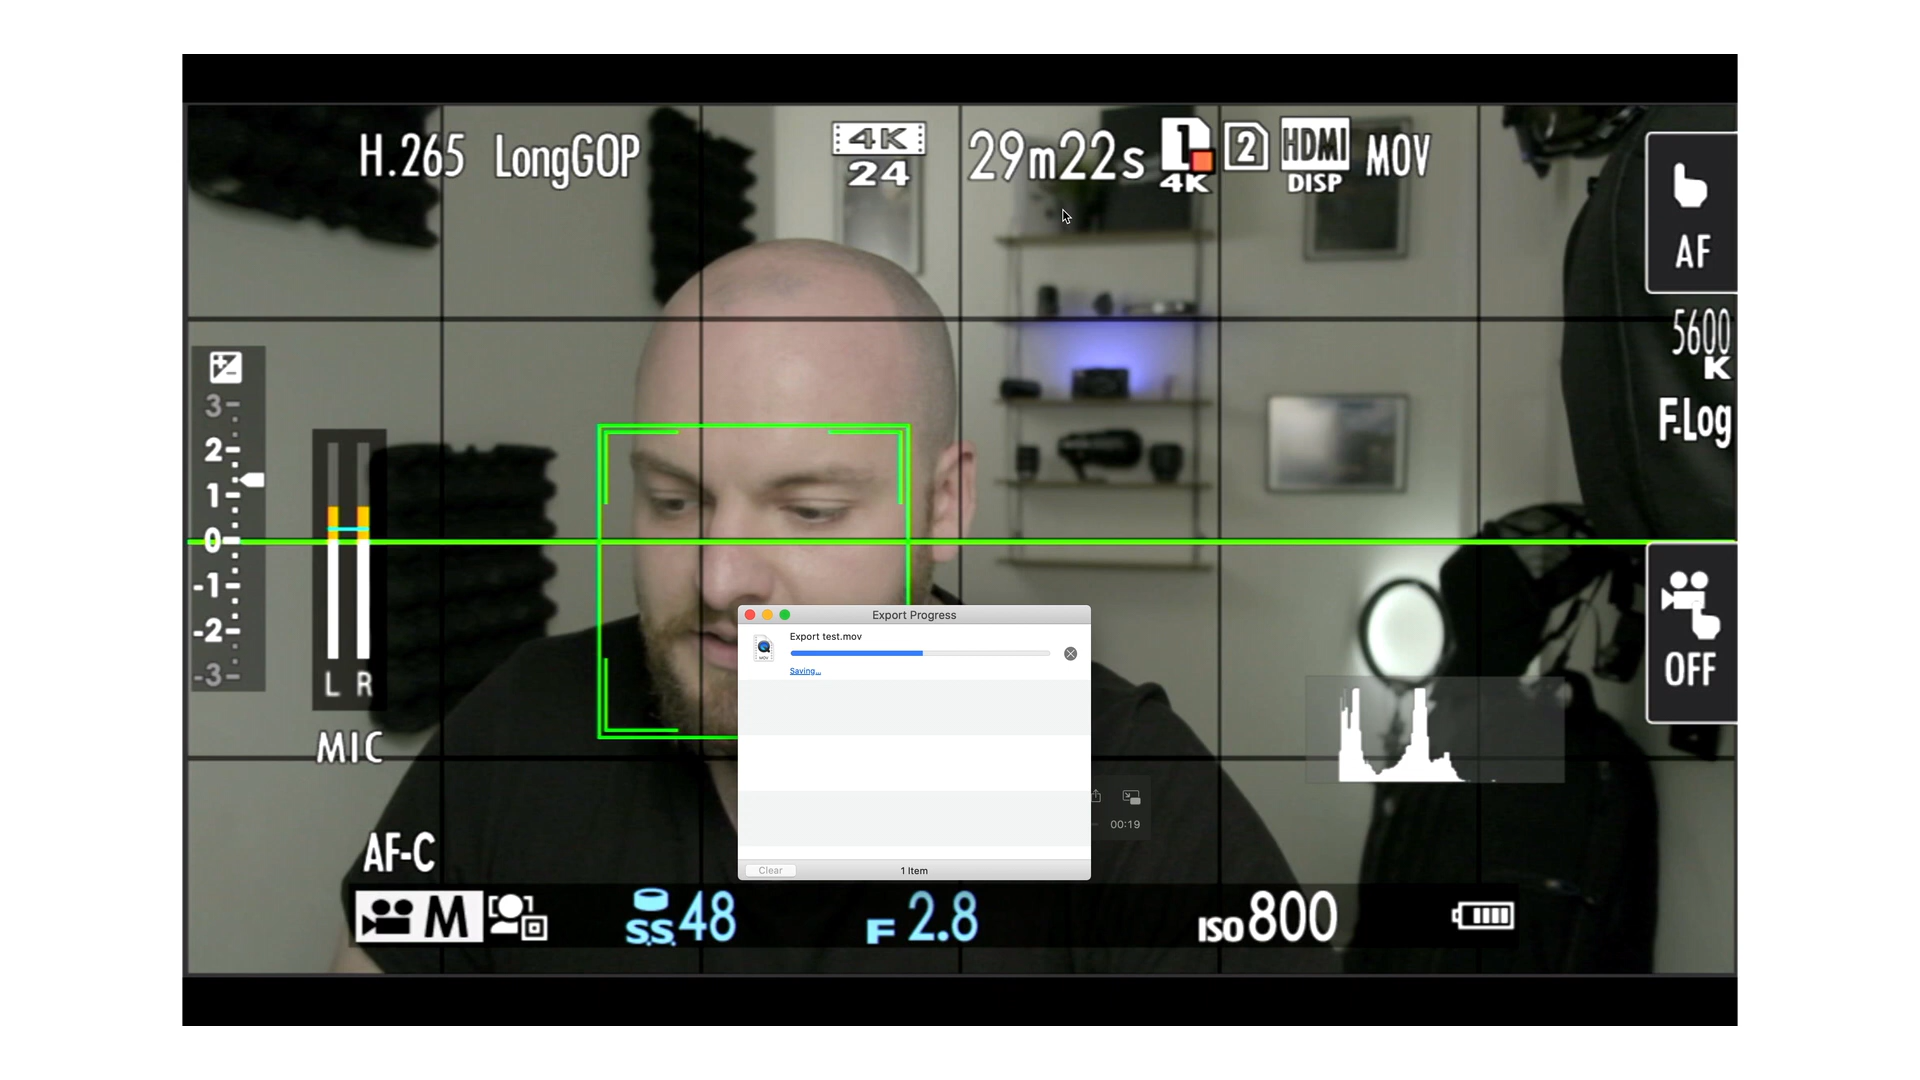 H.265 LongGOP 4K 24 29m22s 1 4K 2 HDMI DISP MOV
AF
5600 K
F-Log
3
2
1
0
-1
-2
-3
L R
MIC
OFF
Export Progress
Export test.mov
Saving...
MOV
00:19
Clear
1 Item
AF-C
M
S.S. 48
F 2.8
ISO 800